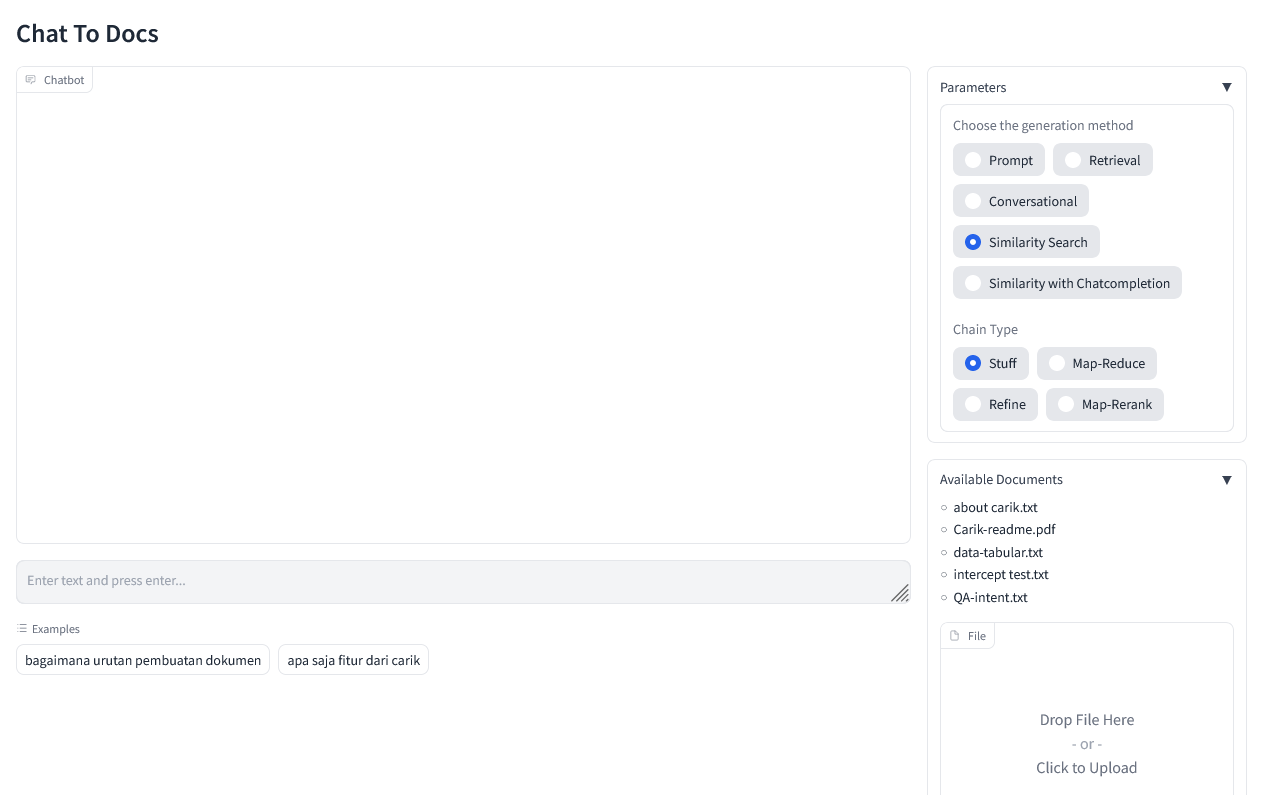 Chat To Docs
Chatbot
Enter text and press enter...
Examples
bagaimana urutan pembuatan dokumen
apa saja fitur dari carik
Parameters ▼
Choose the generation method
Prompt Retrieval
Conversational
Similarity Search
Similarity with Chatcompletion
Chain Type
Stuff Map-Reduce
Refine Map-Rerank
Available Documents ▼
about carik.txt
Carik-readme.pdf
data-tabular.txt
intercept test.txt
QA-intent.txt
File
Drop File Here
- or -
Click to Upload